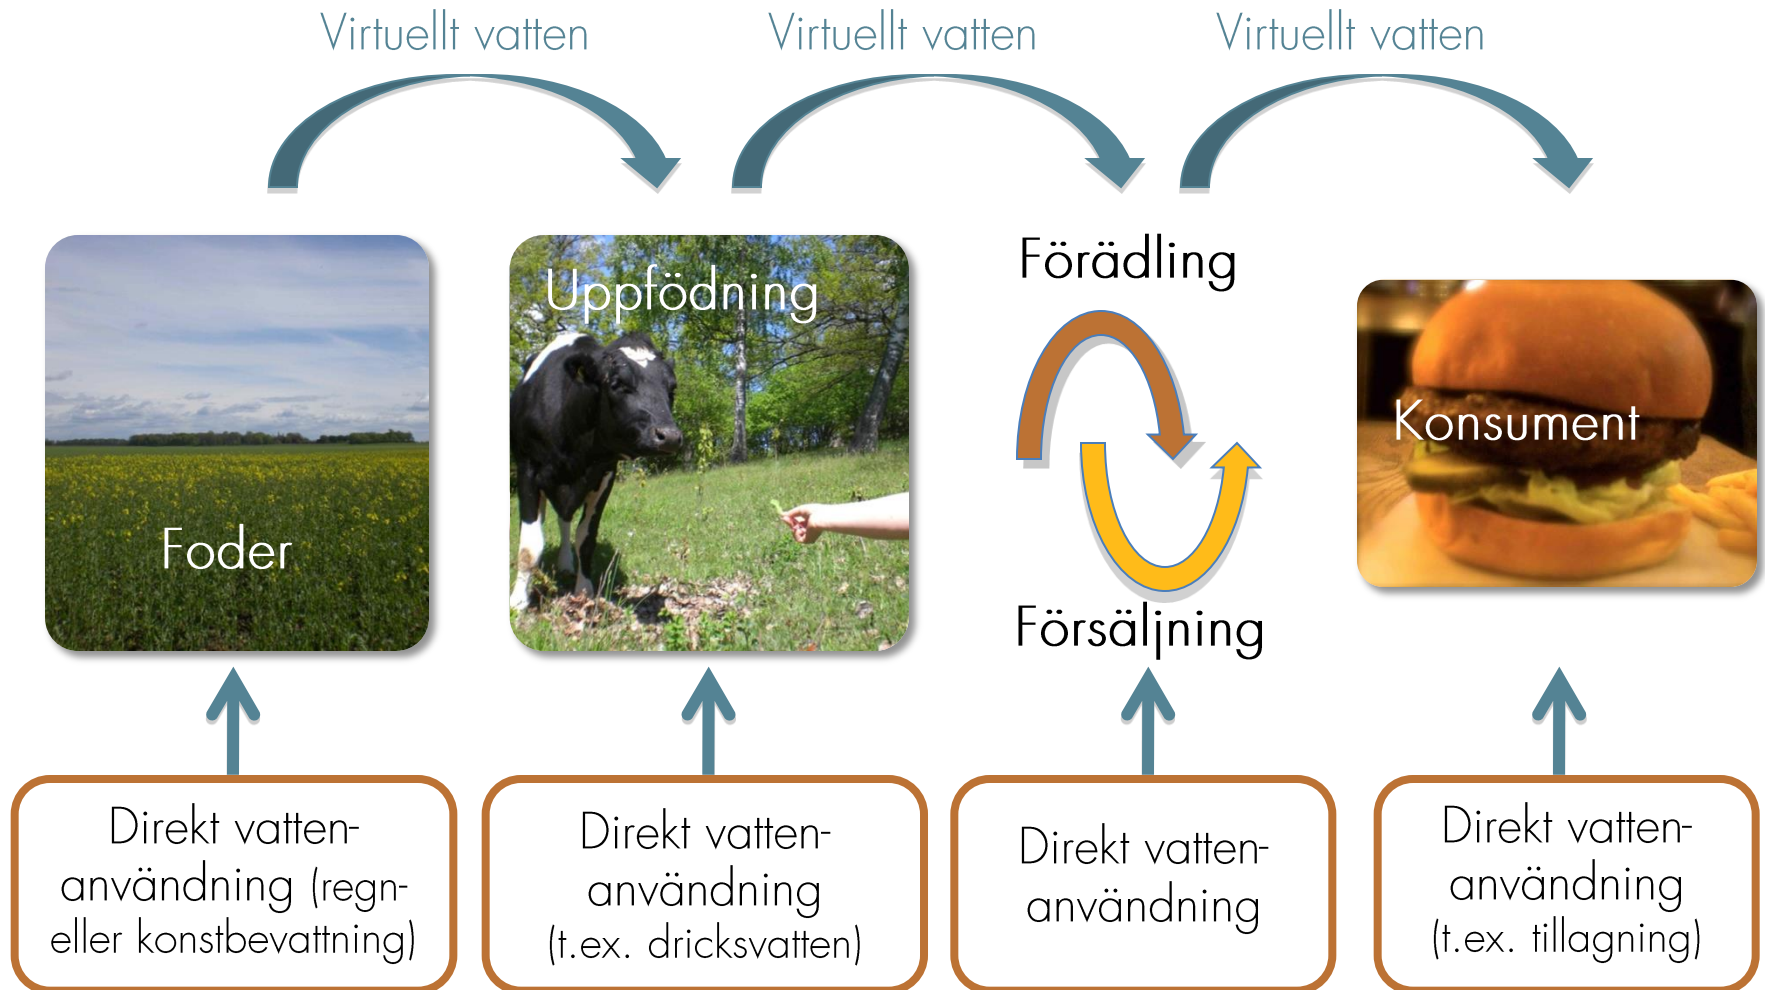 Virtuellt vatten
Virtuellt vatten
Virtuellt vatten
Foder
Uppfödning
Förädling
Försäljning
Konsument
Direkt vatten-
användning (regn-
eller konstbevattning)
Direkt vatten-
användning
(t.ex. dricksvatten)
Direkt vatten-
användning
Direkt vatten-
användning
(t.ex. tillagning)